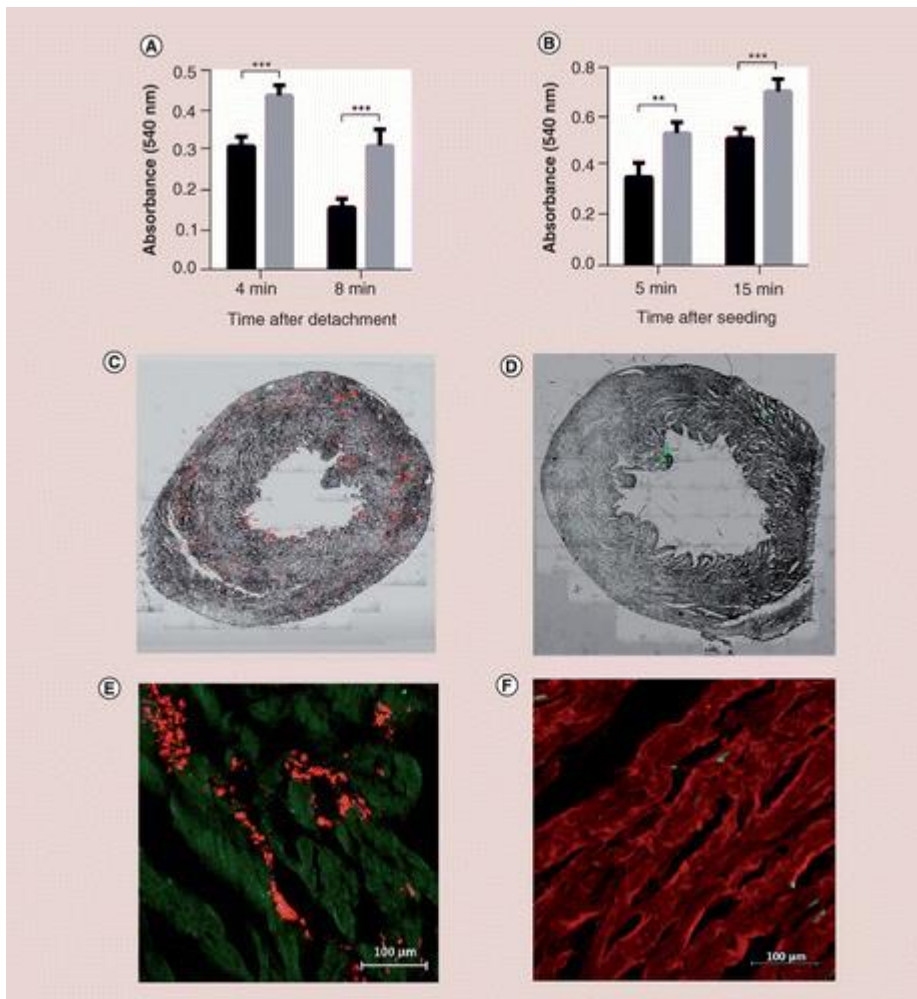 A
B
*** ***
** ***
Absorbance (540 nm)
0.5
0.4
0.3
0.2
0.1
0.0
4 min 8 min
Time after detachment
Absorbance (540 nm)
0.8
0.6
0.4
0.2
0.0
5 min 15 min
Time after seeding
C
D
E
F
100 µm
100 µm